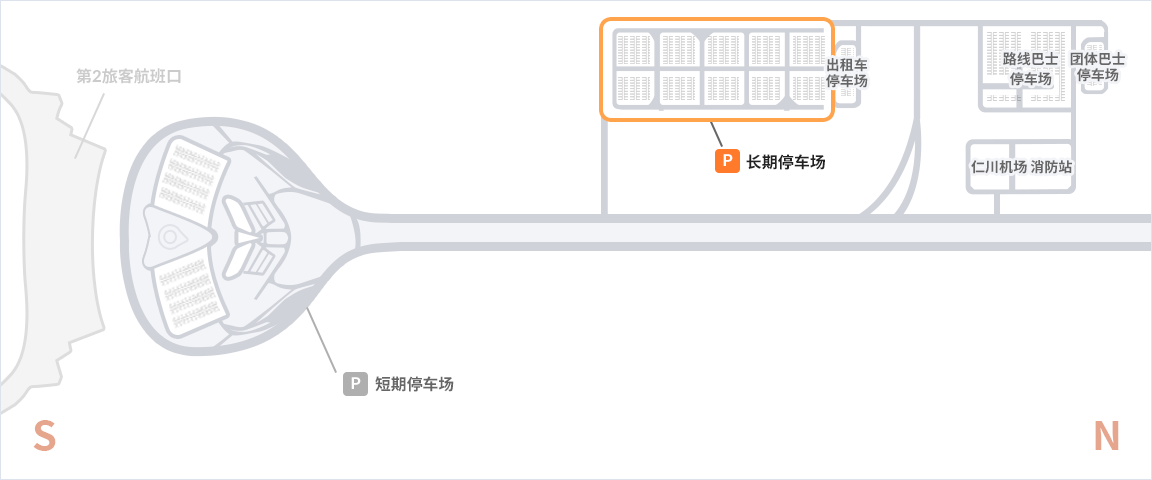 第2旅客航班口
出租车
停车场
路线巴士
停车场
团体巴士
停车场
P 长期停车场
仁川机场 消防站
P 短期停车场
S
N